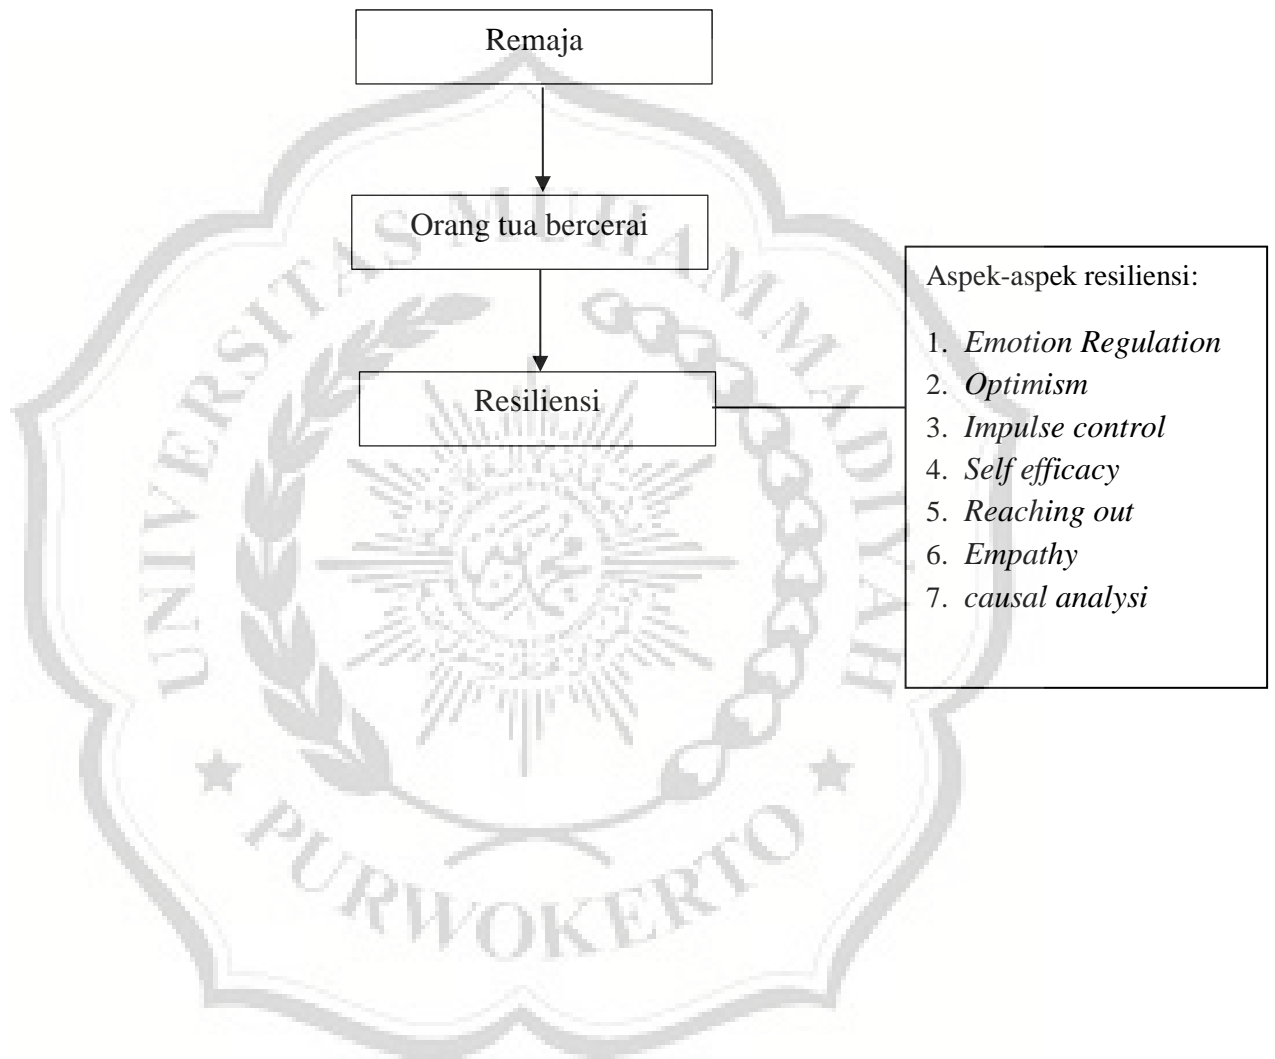 Remaja
Orang tua bercerai
Resiliensi
Aspek-aspek resiliensi:
1. Emotion Regulation
2. Optimism
3. Impulse control
4. Self efficacy
5. Reaching out
6. Empathy
7. causal analysi
UNIVERSITAS MUHAMMADIYAH
PURWOKERTO